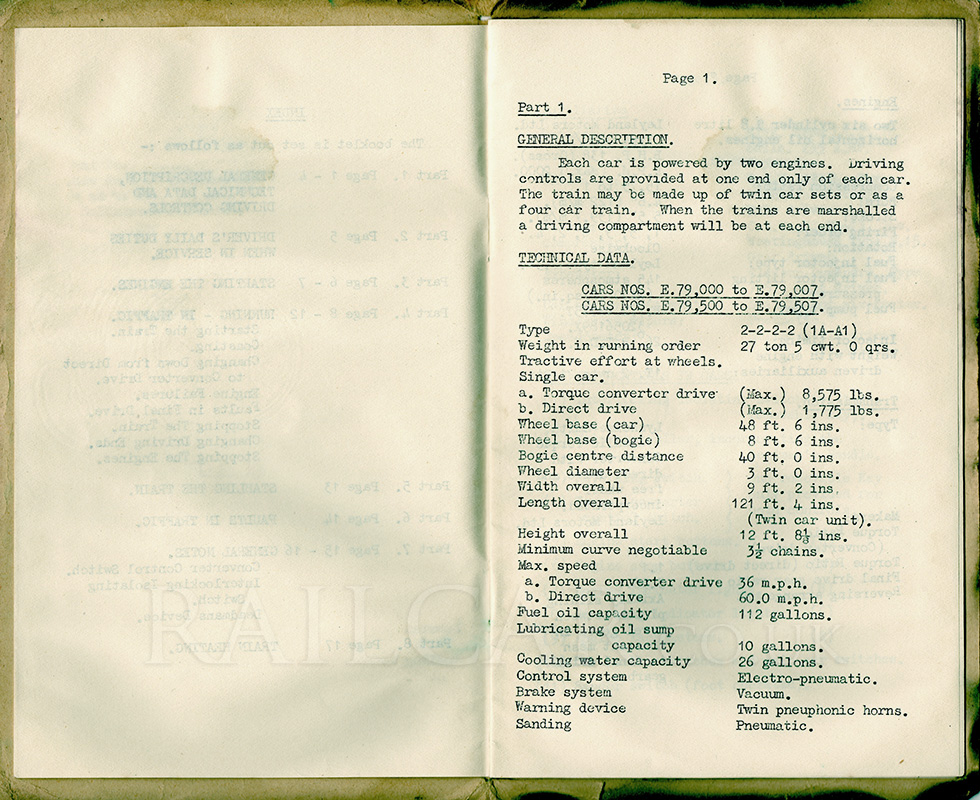 Page 1.
Part 1.
GENERAL DESCRIPTION.
Each car is powered by two engines. Driving
controls are provided at one end only of each car.
The train may be made up of twin car sets or as a
four car train. When the trains are marshalled
a driving compartment will be at each end.
TECHNICAL DATA.
CARS NOS. E.79,000 to E.79,007.
CARS NOS. E.79,500 to E.79,507.
Type 2-2-2-2 (1A-A1)
Weight in running order 27 ton 5 cwt. 0 qrs.
Tractive effort at wheels.
Single car.
a. Torque converter drive (Max.) 8,575 lbs.
b. Direct drive (Max.) 1,775 lbs.
Wheel base (car) 48 ft. 6 ins.
Wheel base (bogie) 8 ft. 6 ins.
Bogie centre distance 40 ft. 0 ins.
Wheel diameter 3 ft. 0 ins.
Width overall 9 ft. 2 ins.
Length overall 121 ft. 4 ins.
(Twin car unit).
Height overall 12 ft. 8⅛ ins.
Minimum curve negotiable 3½ chains.
Max. speed
a. Torque converter drive 36 m.p.h.
b. Direct drive 60.0 m.p.h.
Fuel oil capacity 112 gallons.
Lubricating oil sump
capacity 10 gallons.
Cooling water capacity 26 gallons.
Control system Electro-pneumatic.
Brake system Vacuum.
Warning device Twin pneuphonic horns.
Sanding Pneumatic.
RAILCAR.co.uk